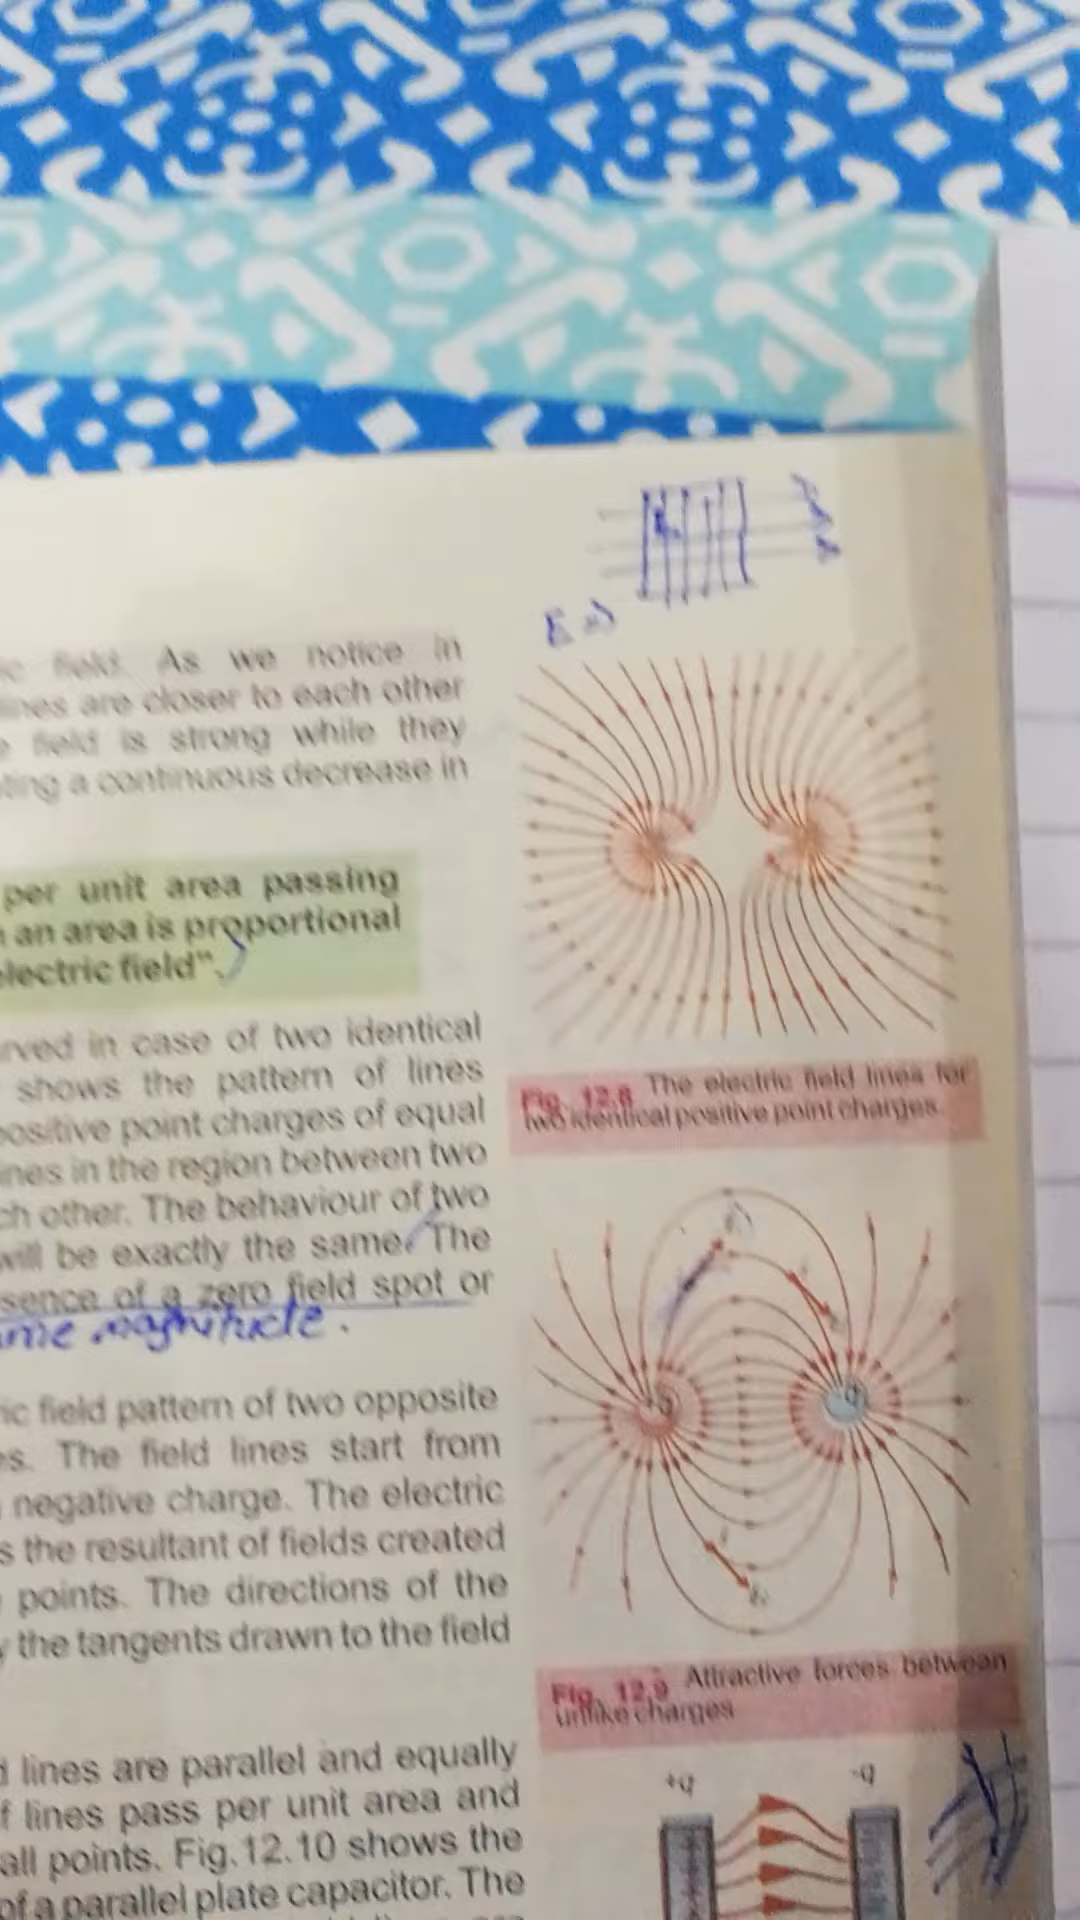 field. As we notice in
lines are closer to each other
field is strong while they
ting a continuous decrease in
per unit area passing
an area is proportional
electric field".
rved in case of two identical
shows the pattern of lines
positive point charges of equal
ines in the region between two
ch other. The behaviour of two
will be exactly the same. The
sence of a zero field spot or
me magnitude.
ic field pattern of two opposite
es. The field lines start from
negative charge. The electric
s the resultant of fields created
points. The directions of the
y the tangents drawn to the field
d lines are parallel and equally
f lines pass per unit area and
all points. Fig.12.10 shows the
of a parallel plate capacitor. The
E
Fig. 12.8 The electric field lines for
two identical positive point charges.
+q -q
Fig. 12.9 Attractive forces between
unlike charges
+q -q